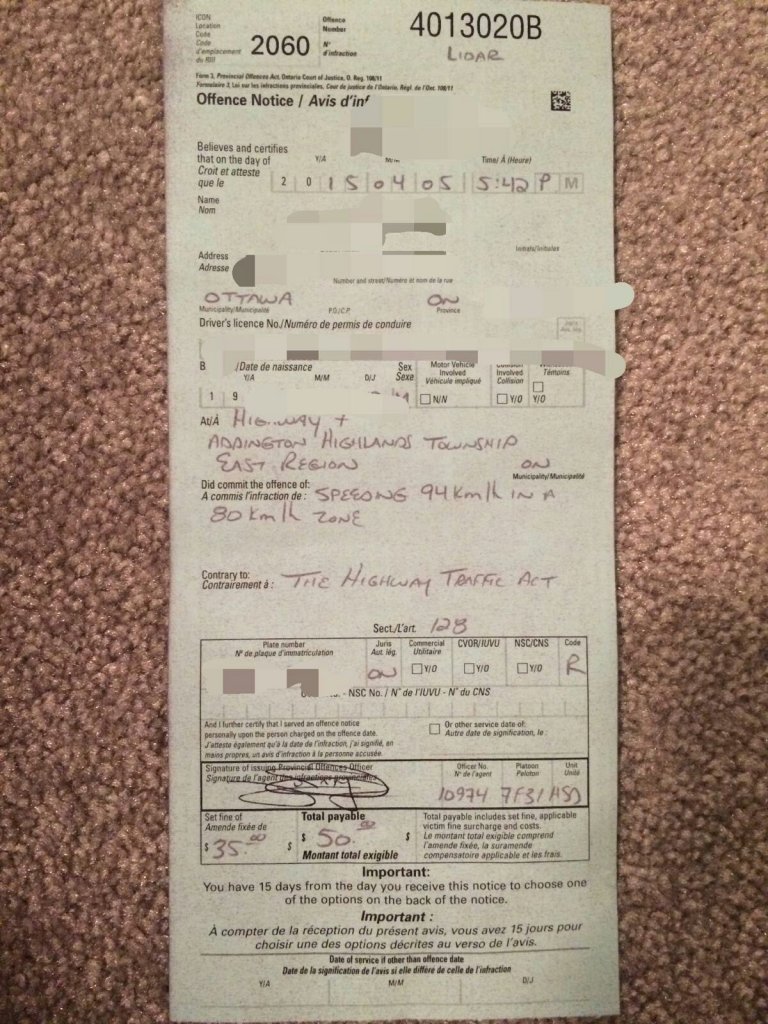 ICON
Location
Code
Code
d'emplacement
du RIII
2060
Offence
Number
N°
d'infraction
4013020B
LIDAR
Form 3, Provincial Offences Act, Ontario Court of Justice, O. Reg. 108/11
Formulaire 3, Loi sur les infractions provinciales, Cour de justice de l'Ontario, Règl. de l'Ont. 108/11
Offence Notice / Avis d'inf
Believes and certifies
that on the day of
Croit et atteste
que le
Y/A
Time/ À (Heure)
2 0 1 5 0 4 0 5 5:42 P M
Name
Nom
Initials/Initiales
Address
Adresse
Number and street/Numéro et nom de la rue
OTTAWA ON
Municipality/Municipalité P.O./C.P. Province
Driver's licence No./Numéro de permis de conduire
B /Date de naissance
Y/A M/M D/J
Sex
Sexe
Motor Vehicle
Involved
Véhicule impliqué
N/N
Collision
Involved
Collision
Y/O
Témoins
Y/O
1 9
At/À HIGHWAY 7
ADDINGTON HIGHLANDS TOWNSHIP
EAST REGION ON
Municipality/Municipalité
Did commit the offence of:
A commis l'infraction de : SPEEDING 94 km/h IN A
80 km/h ZONE
Contrary to:
Contrairement à : THE HIGHWAY TRAFFIC ACT
Sect./L'art. 128
Plate number
N° de plaque d'immatriculation
Juris
Aut. lég.
ON
Commercial
Utilitaire
Y/O
CVOR/IUVU
Y/O
NSC/CNS
Y/O
Code
R
- NSC No. / N° de l'IUVU - N° du CNS
And I further certify that I served an offence notice
personally upon the person charged on the offence date.
J'atteste également qu'à la date de l'infraction, j'ai signifié, en
mains propres, un avis d'infraction à la personne accusée.
Or other service date of:
Autre date de signification, le :
Signature of issuing Provincial Offences Officer
Signature de l'agent des infractions provinciales
Officer No.
N° de l'agent
10974
Platoon
Peloton
7F31
Unit
Unité
HSD
Set fine of
Amende fixée de
$ 35.00 $
Total payable
$ 50.00 $
Montant total exigible
Total payable includes set fine, applicable
victim fine surcharge and costs.
Le montant total exigible comprend
l'amende fixée, la suramende
compensatoire applicable et les frais.
Important:
You have 15 days from the day you receive this notice to choose one
of the options on the back of the notice.
Important :
À compter de la réception du présent avis, vous avez 15 jours pour
choisir une des options décrites au verso de l'avis.
Date of service if other than offence date
Date de la signification de l'avis si elle diffère de celle de l'infraction
Y/A M/M D/J